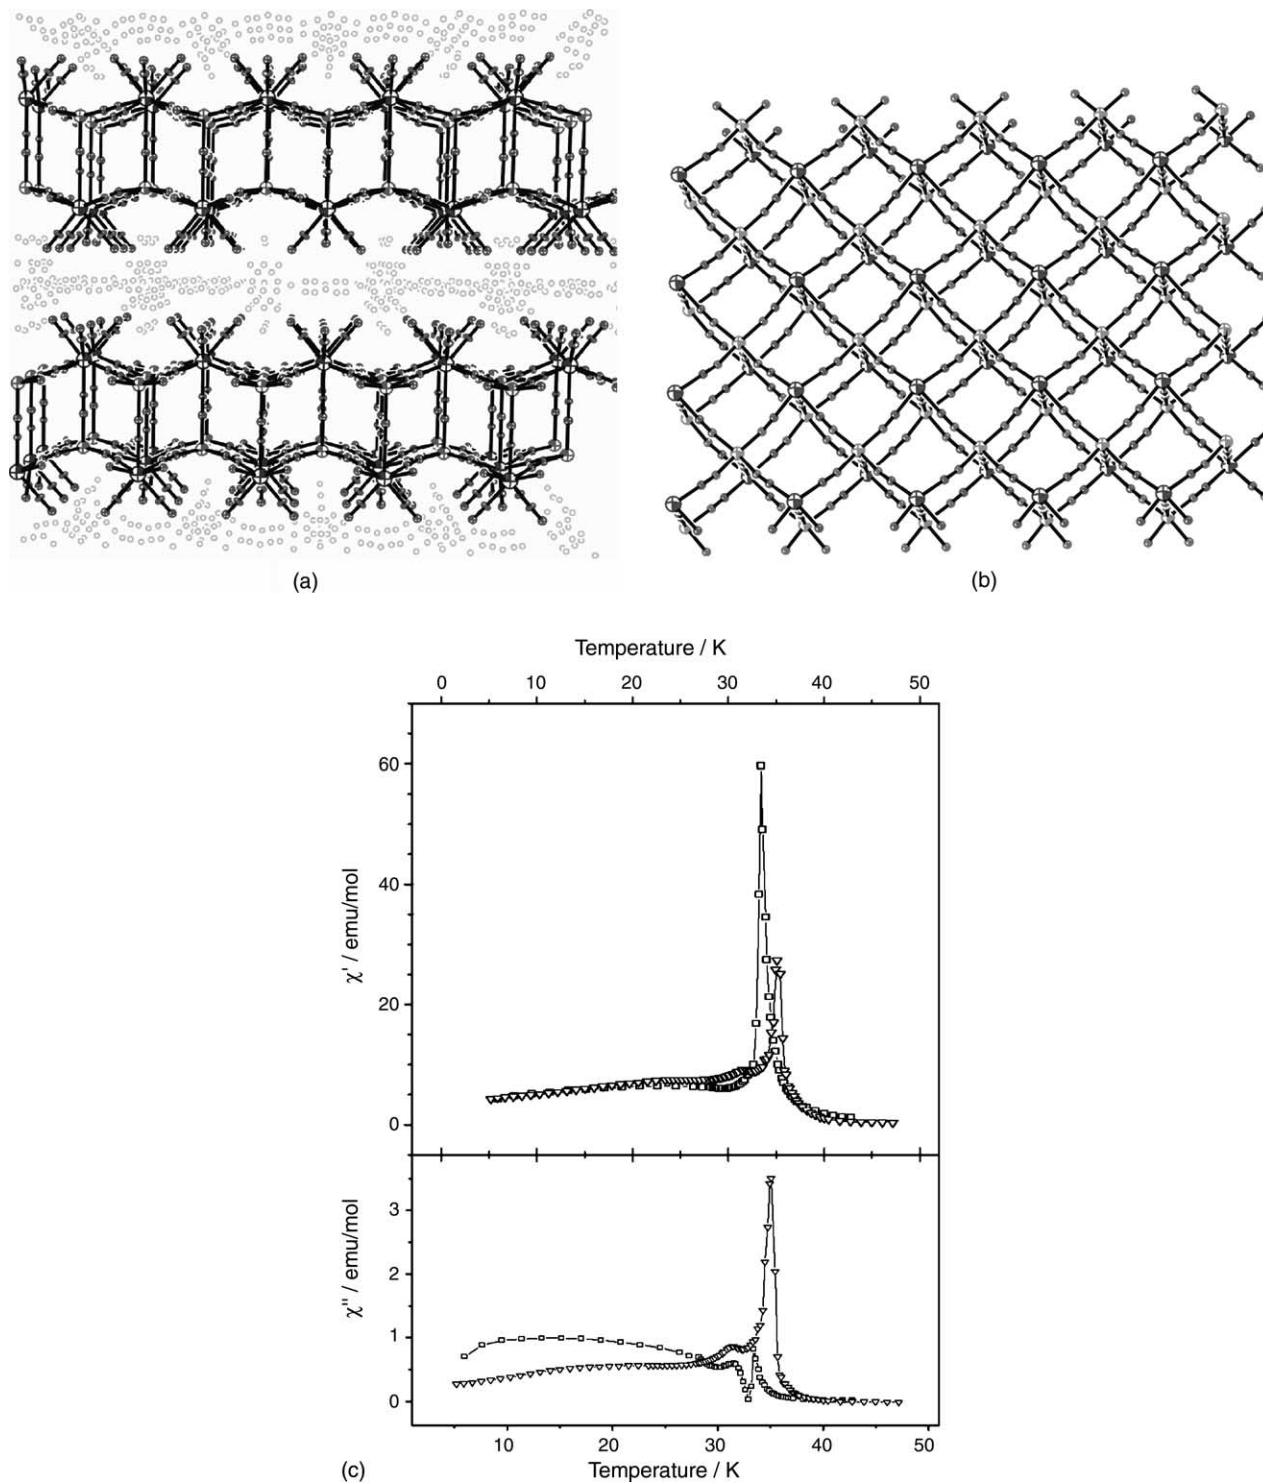 (a)
(b)
Temperature / K
0 10 20 30 40 50
60
40
20
0
χ' / emu/mol
3
2
1
0
χ" / emu/mol
10 20 30 40 50
Temperature / K
(c)